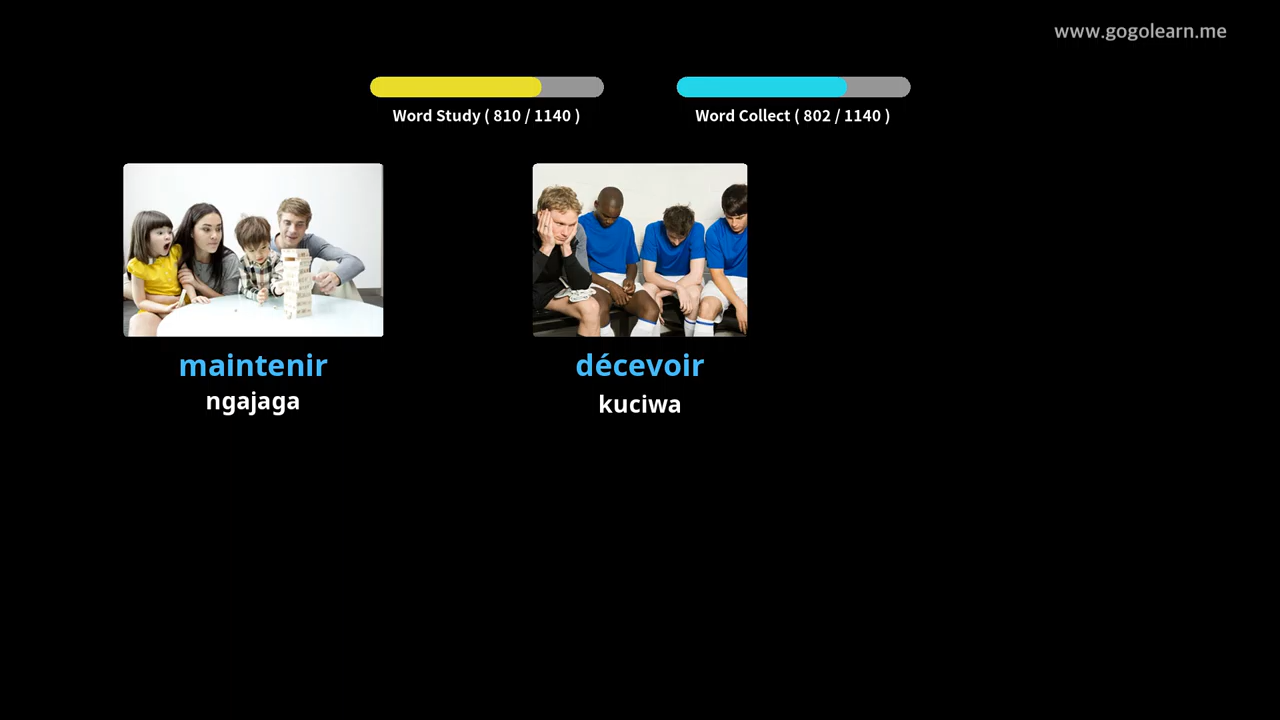 www.gogolearn.me
Word Study ( 810 / 1140 )
Word Collect ( 802 / 1140 )
maintenir
ngajaga
décevoir
kuciwa